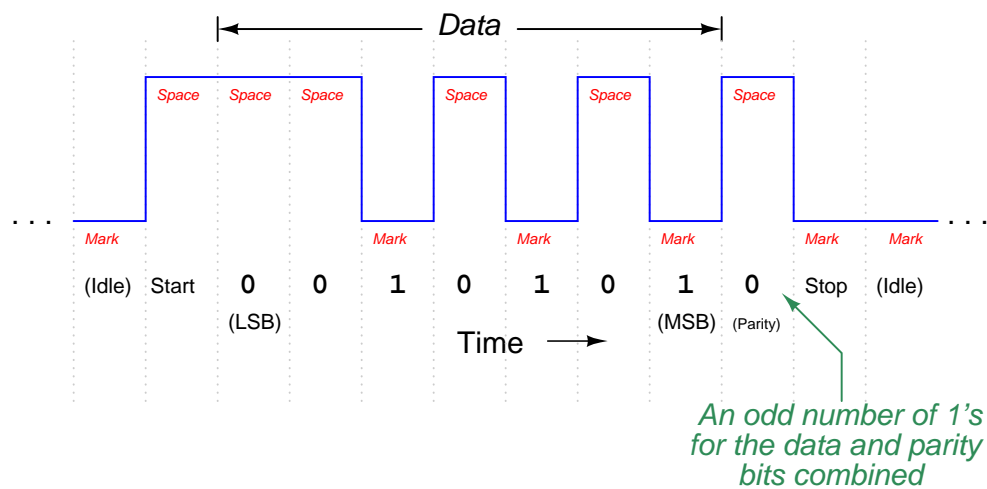 Data
Space Space Space Space Space Space
. . . . . .
Mark Mark Mark Mark Mark Mark
(Idle) Start 0 0 1 0 1 0 1 0 Stop (Idle)
(LSB) (MSB) (Parity)
Time
An odd number of 1's
for the data and parity
bits combined